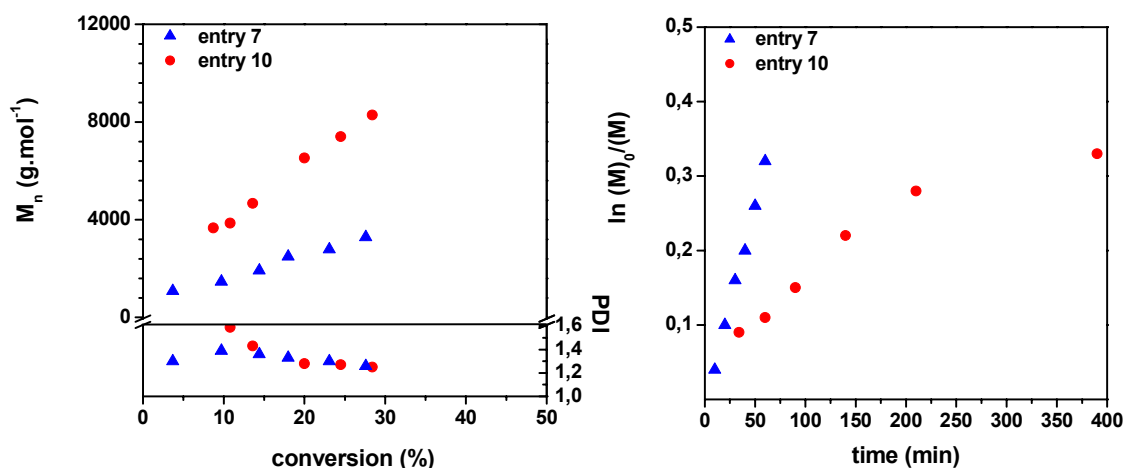 12000
8000
4000
0
M_n (g.mol⁻¹)
entry 7
entry 10
1,6
1,4
1,2
1,0
PDI
0 10 20 30 40 50
conversion (%)
0,5
0,4
0,3
0,2
0,1
ln (M)₀/(M)
entry 7
entry 10
0 50 100 150 200 250 300 350 400
time (min)